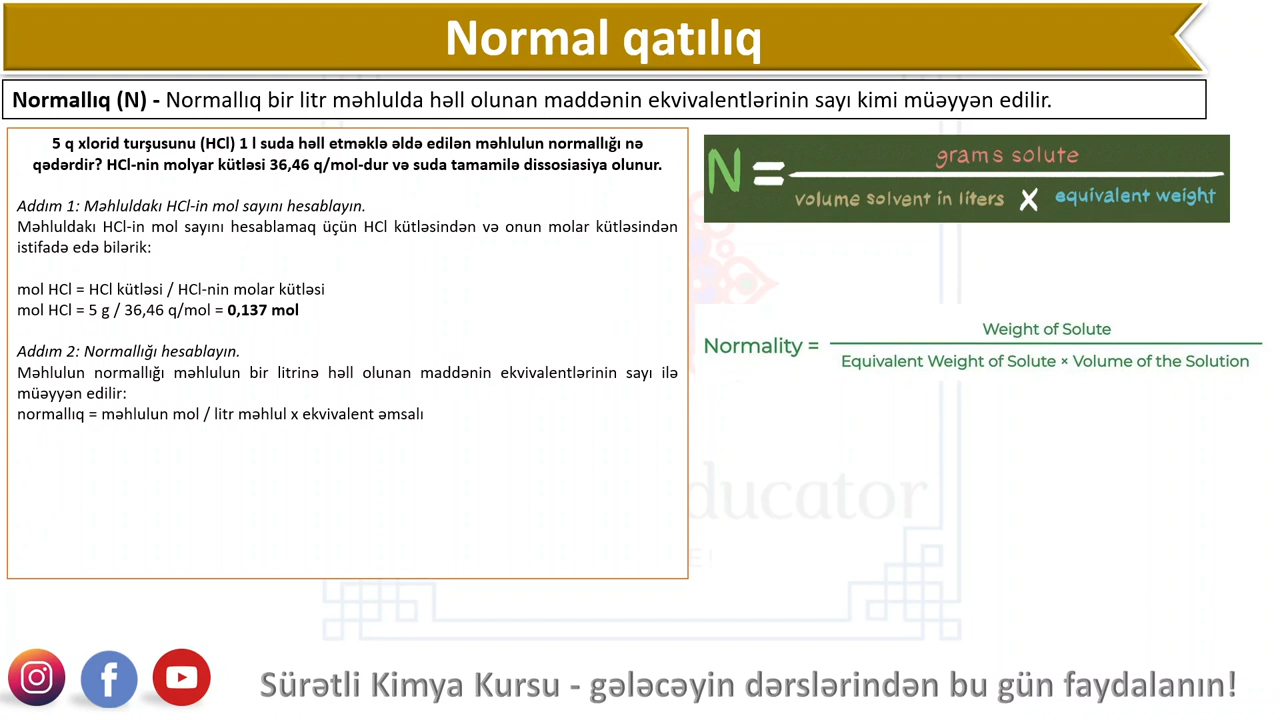 Normal qatılıq
Normallıq (N) - Normallıq bir litr məhlulda həll olunan maddənin ekvivalentlərinin sayı kimi müəyyən edilir.
5 q xlorid turşusunu (HCl) 1 l suda həll etməklə əldə edilən məhlulun normallığı nə
qədərdir? HCl-nin molyar kütləsi 36,46 q/mol-dur və suda tamamilə dissosiasiya olunur.
Addım 1: Məhluldakı HCl-in mol sayını hesablayın.
Məhluldakı HCl-in mol sayını hesablamaq üçün HCl kütləsindən və onun molar kütləsindən
istifadə edə bilərik:
mol HCl = HCl kütləsi / HCl-nin molar kütləsi
mol HCl = 5 g / 36,46 q/mol = 0,137 mol
Addım 2: Normallığı hesablayın.
Məhlulun normallığı məhlulun bir litrinə həll olunan maddənin ekvivalentlərinin sayı ilə
müəyyən edilir:
normallıq = məhlulun mol / litr məhlul x ekvivalent əmsalı
N = grams solute
volume solvent in liters X equivalent weight
Weight of Solute
Normality =
Equivalent Weight of Solute × Volume of the Solution
ducator
Sürətli Kimya Kursu - gələcəyin dərslərindən bu gün faydalanın!